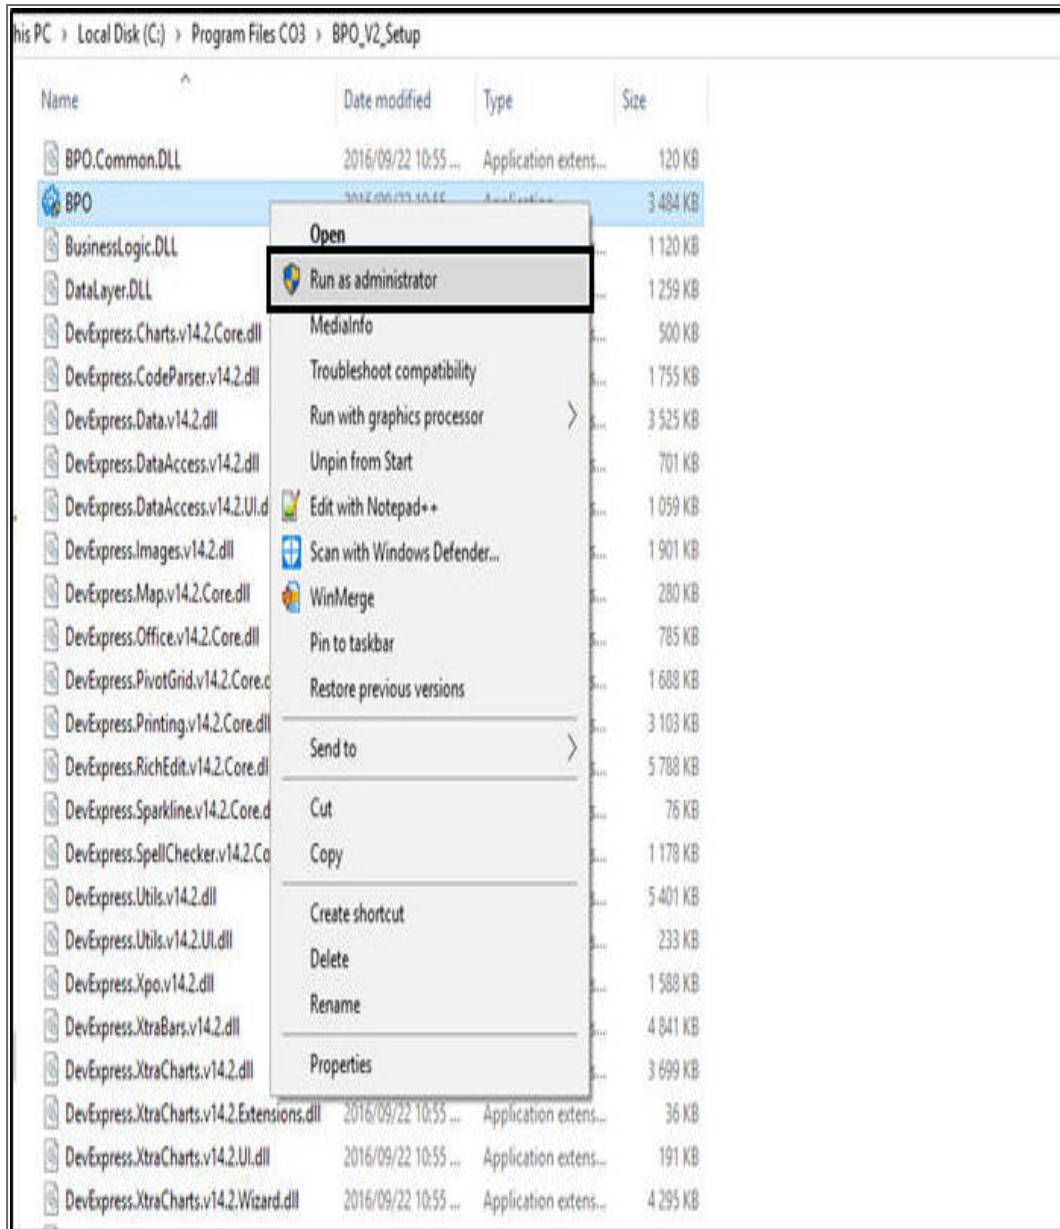 his PC › Local Disk (C:) › Program Files CO3 › BPO_V2_Setup
Name Date modified Type Size
BPO.Common.DLL 2016/09/22 10:55 ... Application extens... 120 KB
BPO 3 484 KB
Open
BusinessLogic.DLL 1 120 KB
Run as administrator
DataLayer.DLL 1 259 KB
MediaInfo
DevExpress.Charts.v14.2.Core.dll 500 KB
Troubleshoot compatibility
DevExpress.CodeParser.v14.2.dll 1 755 KB
Run with graphics processor
DevExpress.Data.v14.2.dll 3 525 KB
Unpin from Start
DevExpress.DataAccess.v14.2.dll 701 KB
Edit with Notepad++
DevExpress.DataAccess.v14.2.UI.d 1 059 KB
Scan with Windows Defender...
DevExpress.Images.v14.2.dll 1 901 KB
WinMerge
DevExpress.Map.v14.2.Core.dll 280 KB
Pin to taskbar
DevExpress.Office.v14.2.Core.dll 785 KB
Restore previous versions
DevExpress.PivotGrid.v14.2.Core.d 1 688 KB
DevExpress.Printing.v14.2.Core.dll 3 103 KB
Send to
DevExpress.RichEdit.v14.2.Core.dl 5 788 KB
Cut
DevExpress.Sparkline.v14.2.Core.d 76 KB
Copy
DevExpress.SpellChecker.v14.2.Co 1 178 KB
DevExpress.Utils.v14.2.dll 5 401 KB
Create shortcut
DevExpress.Utils.v14.2.UI.dll 233 KB
Delete
DevExpress.Xpo.v14.2.dll 1 588 KB
Rename
DevExpress.XtraBars.v14.2.dll 4 841 KB
Properties
DevExpress.XtraCharts.v14.2.dll 3 699 KB
DevExpress.XtraCharts.v14.2.Extensions.dll 2016/09/22 10:55 ... Application extens... 36 KB
DevExpress.XtraCharts.v14.2.UI.dll 2016/09/22 10:55 ... Application extens... 191 KB
DevExpress.XtraCharts.v14.2.Wizard.dll 2016/09/22 10:55 ... Application extens... 4 295 KB